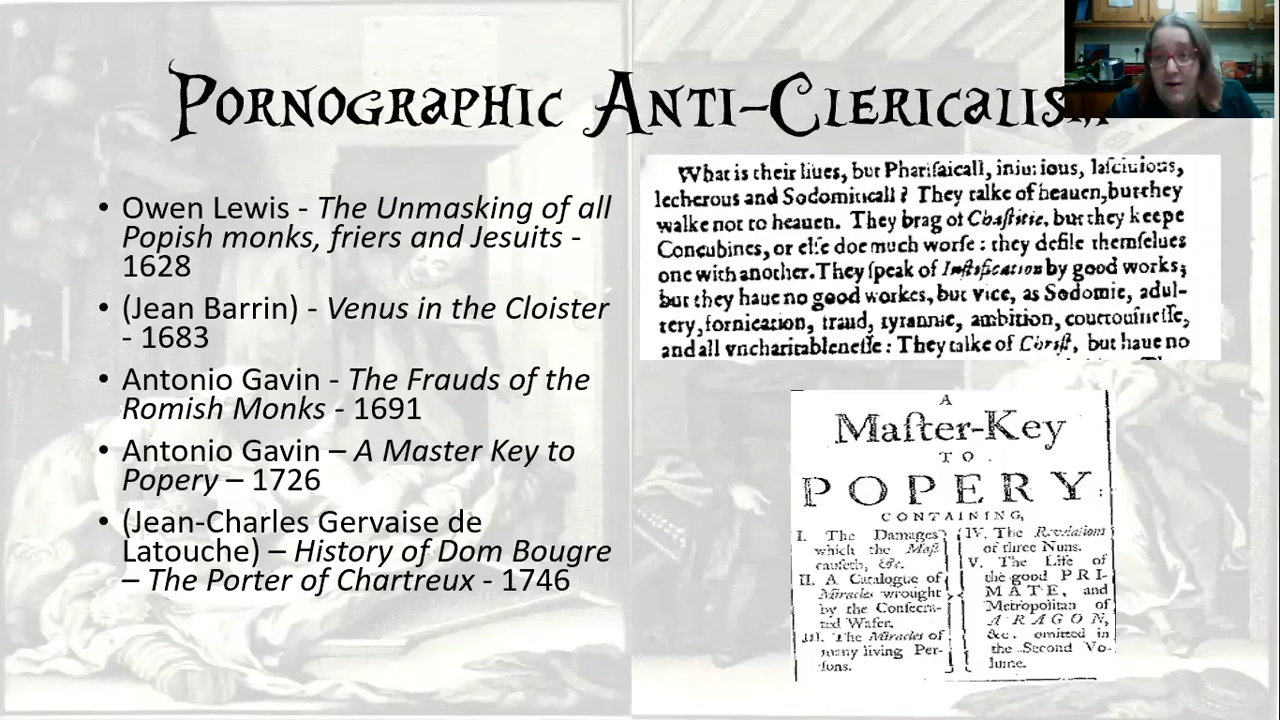 Pornographic Anti-Clericalism
• Owen Lewis - The Unmasking of all
Popish monks, friers and Jesuits -
1628
• (Jean Barrin) - Venus in the Cloister
- 1683
• Antonio Gavin - The Frauds of the
Romish Monks - 1691
• Antonio Gavin – A Master Key to
Popery – 1726
• (Jean-Charles Gervaise de
Latouche) – History of Dom Bougre
– The Porter of Chartreux - 1746
What is their liues, but Phariſaicall, iniurious, laſciuious,
lecherous and Sodomiticall? They talke of heauen, but they
walke not to heauen. They brag of Chaſtitie, but they keepe
Concubines, or elſe doe much worſe: they defile themſelues
one with another. They ſpeak of Iuſtification by good works;
but they haue no good workes, but vice, as Sodomie, adul-
tery, fornication, fraud, tyrannie, ambition, couetouſneſſe,
and all vncharitableneſſe: They talke of Chriſt, but haue no
A
Maſter-Key
TO
POPERY:
CONTAINING,
I. The Damages
which the Maſs
cauſeth, &c.
II. A Catalogue of
Miracles wrought
by the Conſecra-
ted Wafer.
III. The Miracles of
many living Per-
ſons.
IV. The Revelations
of three Nuns.
V. The Life of
the good PRI-
MATE, and
Metropolitan of
ARAGON,
&c. omitted in
the Second Vo-
lume.